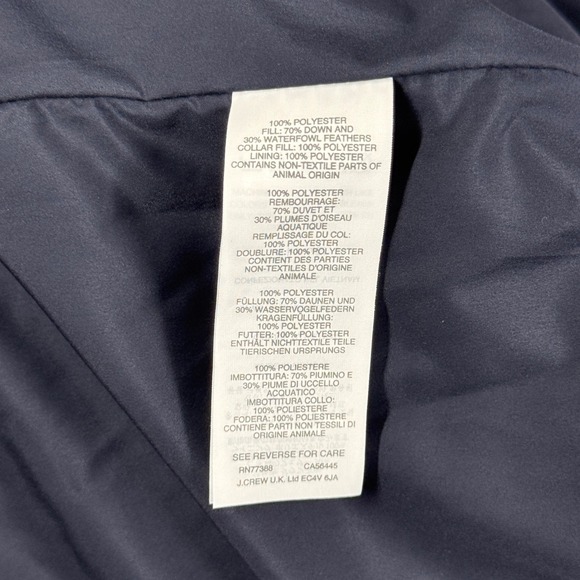 100% POLYESTER
FILL: 70% DOWN AND
30% WATERFOWL FEATHERS
COLLAR FILL: 100% POLYESTER
LINING: 100% POLYESTER
CONTAINS NON-TEXTILE PARTS OF
ANIMAL ORIGIN
100% POLYESTER
REMBOURRAGE:
70% DUVET ET
30% PLUMES D'OISEAU
AQUATIQUE
REMPLISSAGE DU COL:
100% POLYESTER
DOUBLURE: 100% POLYESTER
CONTIENT DES PARTIES
NON-TEXTILES D'ORIGINE
ANIMALE
100% POLYESTER
FÜLLUNG: 70% DAUNEN UND
30% WASSERVOGELFEDERN
KRAGENFÜLLUNG:
100% POLYESTER
FUTTER: 100% POLYESTER
ENTHÄLT NICHTTEXTILE TEILE
TIERISCHEN URSPRUNGS
100% POLIESTERE
IMBOTTITURA: 70% PIUMINO E
30% PIUME DI UCCELLO
ACQUATICO
IMBOTTITURA COLLO:
100% POLIESTERE
FODERA: 100% POLIESTERE
CONTIENE PARTI NON TESSILI DI
ORIGINE ANIMALE
SEE REVERSE FOR CARE
RN77388 CA56445
J.CREW U.K. Ltd EC4V 6JA